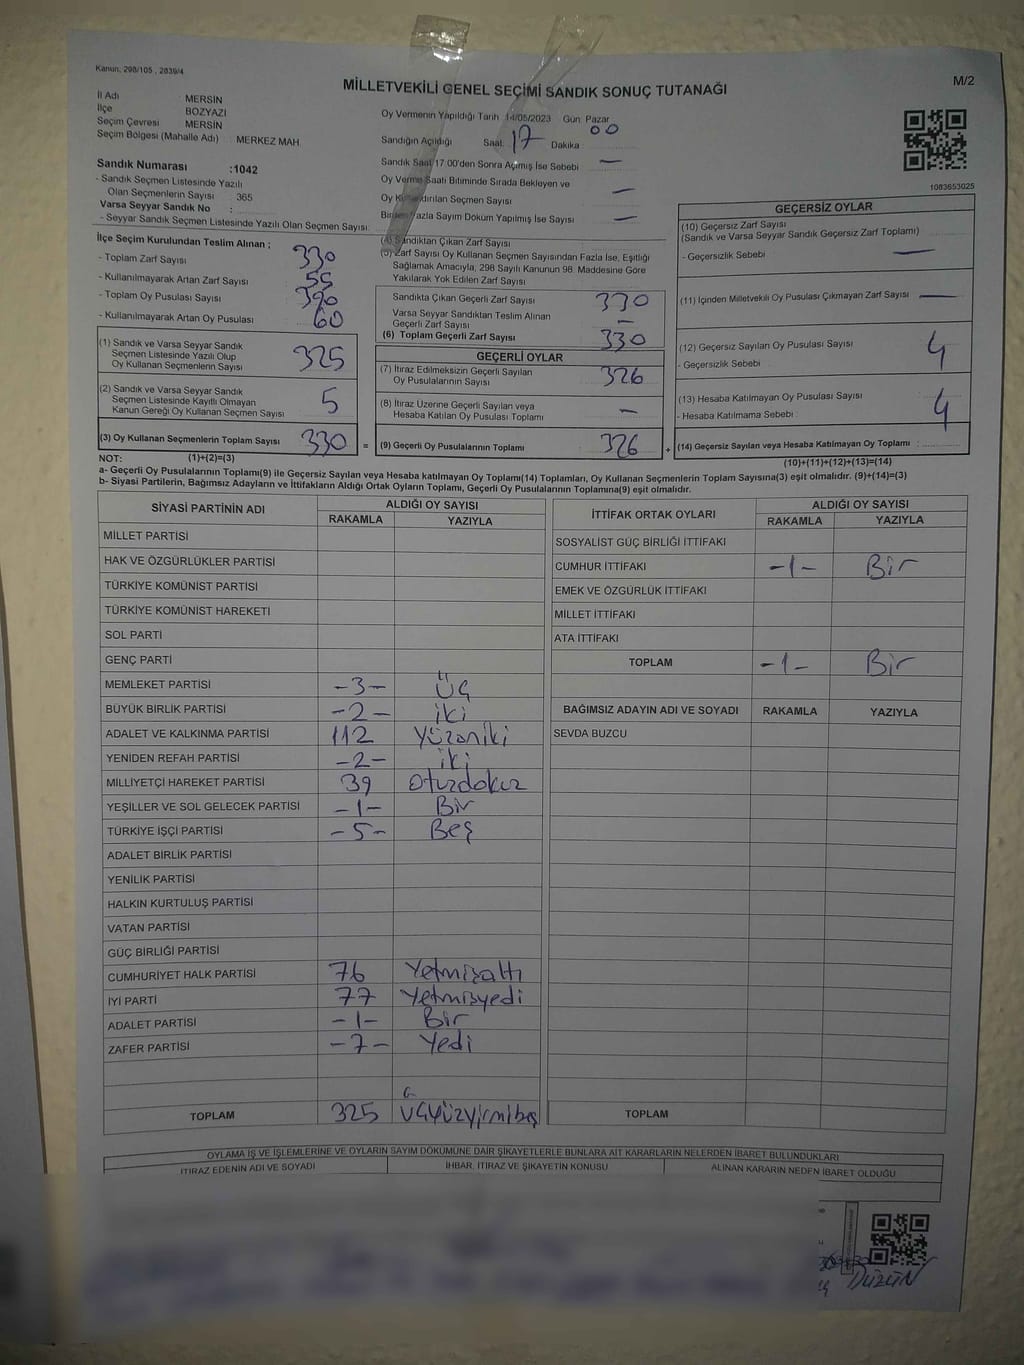 Kanun, 298/105 , 2839/4
MİLLETVEKİLİ GENEL SEÇİMİ SANDIK SONUÇ TUTANAĞI
M/2
İl Adı MERSİN
İlçe BOZYAZI
Seçim Çevresi MERSİN
Seçim Bölgesi (Mahalle Adı) : MERKEZ MAH.
Sandık Numarası :1042
- Sandık Seçmen Listesinde Yazılı
Olan Seçmenlerin Sayısı : 365
Varsa Seyyar Sandık No :
- Seyyar Sandık Seçmen Listesinde Yazılı Olan Seçmen Sayısı:
Oy Vermenin Yapıldığı Tarih :14/05/2023 Gün: Pazar
Sandığın Açıldığı Saat: 17 Dakika 00
Sandık Saat 17:00'den Sonra Açımış İse Sebebi —
Oy Verme Saati Bitiminde Sırada Bekleyen ve
Oy Kullandırılan Seçmen Sayısı —
Birden Fazla Sayım Döküm Yapılmış İse Sayısı —
1083653025
İlçe Seçim Kurulundan Teslim Alınan ;
- Toplam Zarf Sayısı 330
- Kullanılmayarak Artan Zarf Sayısı 55
- Toplam Oy Pusulası Sayısı 390
- Kullanılmayarak Artan Oy Pusulası 60
(1) Sandık ve Varsa Seyyar Sandık
Seçmen Listesinde Yazılı Olup
Oy Kullanan Seçmenlerin Sayısı 325
(2) Sandık ve Varsa Seyyar Sandık
Seçmen Listesinde Kayıtlı Olmayan
Kanun Gereği Oy Kullanan Seçmen Sayısı 5
(3) Oy Kullanan Seçmenlerin Toplam Sayısı 330 =
(4) Sandıktan Çıkan Zarf Sayısı
(5) Zarf Sayısı Oy Kullanan Seçmen Sayısından Fazla İse, Eşitliği
Sağlamak Amacıyla, 298 Sayılı Kanunun 98. Maddesine Göre
Yakılarak Yok Edilen Zarf Sayısı
Sandıkta Çıkan Geçerli Zarf Sayısı 330
Varsa Seyyar Sandıktan Teslim Alınan
Geçerli Zarf Sayısı —
(6) Toplam Geçerli Zarf Sayısı 330
GEÇERLİ OYLAR
(7) İtiraz Edilmeksizin Geçerli Sayılan
Oy Pusulalarının Sayısı 326
(8) İtiraz Üzerine Geçerli Sayılan veya
Hesaba Katılan Oy Pusulası Toplamı —
(9) Geçerli Oy Pusulalarının Toplamı 326 +
GEÇERSİZ OYLAR
(10) Geçersiz Zarf Sayısı
(Sandık ve Varsa Seyyar Sandık Geçersiz Zarf Toplamı)
- Geçersizlik Sebebi : —
(11) İçinden Milletvekili Oy Pusulası Çıkmayan Zarf Sayısı —
(12) Geçersiz Sayılan Oy Pusulası Sayısı 4
- Geçersizlik Sebebi :
(13) Hesaba Katılmayan Oy Pusulası Sayısı 4
- Hesaba Katılmama Sebebi :
(14) Geçersiz Sayılan veya Hesaba Katılmayan Oy Toplamı :
NOT: (1)+(2)=(3) (10)+(11)+(12)+(13)=(14)
a- Geçerli Oy Pusulalarının Toplamı(9) ile Geçersiz Sayılan veya Hesaba katılmayan Oy Toplamı(14) Toplamları, Oy Kullanan Seçmenlerin Toplam Sayısına(3) eşit olmalıdır. (9)+(14)=(3)
b- Siyasi Partilerin, Bağımsız Adayların ve İttifakların Aldığı Ortak Oyların Toplamı, Geçerli Oy Pusulalarının Toplamına(9) eşit olmalıdır.
SİYASİ PARTİNİN ADI ALDIĞI OY SAYISI
RAKAMLA YAZIYLA
MİLLET PARTİSİ
HAK VE ÖZGÜRLÜKLER PARTİSİ
TÜRKİYE KOMÜNİST PARTİSİ
TÜRKİYE KOMÜNİST HAREKETİ
SOL PARTİ
GENÇ PARTİ
MEMLEKET PARTİSİ -3- Üç
BÜYÜK BİRLİK PARTİSİ -2- iki
ADALET VE KALKINMA PARTİSİ 112 Yüzoniki
YENİDEN REFAH PARTİSİ -2- iki
MİLLİYETÇİ HAREKET PARTİSİ 39 Otuzdokuz
YEŞİLLER VE SOL GELECEK PARTİSİ -1- Bir
TÜRKİYE İŞÇİ PARTİSİ -5- Beş
ADALET BİRLİK PARTİSİ
YENİLİK PARTİSİ
HALKIN KURTULUŞ PARTİSİ
VATAN PARTİSİ
GÜÇ BİRLİĞİ PARTİSİ
CUMHURİYET HALK PARTİSİ 76 Yetmişaltı
İYİ PARTİ 77 Yetmişyedi
ADALET PARTİSİ -1- Bir
ZAFER PARTİSİ -7- Yedi
TOPLAM 325 Üçyüzyirmibeş
İTTİFAK ORTAK OYLARI ALDIĞI OY SAYISI
RAKAMLA YAZIYLA
SOSYALİST GÜÇ BİRLİĞİ İTTİFAKI
CUMHUR İTTİFAKI -1- Bir
EMEK VE ÖZGÜRLÜK İTTİFAKI
MİLLET İTTİFAKI
ATA İTTİFAKI
TOPLAM -1- Bir
BAĞIMSIZ ADAYIN ADI VE SOYADI RAKAMLA YAZIYLA
SEVDA BUZCU
TOPLAM
OYLAMA İŞ VE İŞLEMLERİNE VE OYLARIN SAYIM DÖKÜMÜNE DAİR ŞİKAYETLERLE BUNLARA AİT KARARLARIN NELERDEN İBARET BULUNDUKLARI
İTİRAZ EDENİN ADI VE SOYADI İHBAR, İTİRAZ VE ŞİKAYETİN KONUSU ALINAN KARARIN NEDEN İBARET OLDUĞU
DÜZÜN